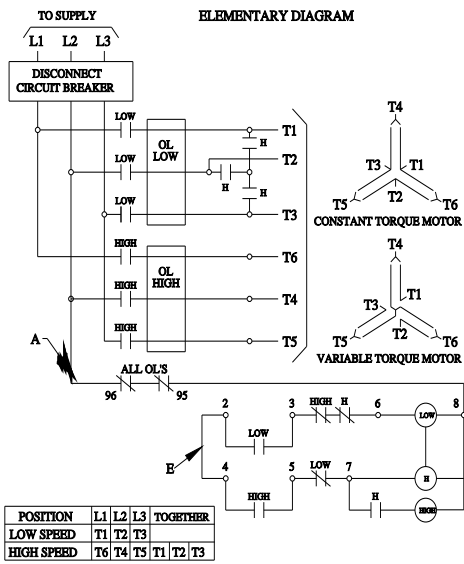 TO SUPPLY
ELEMENTARY DIAGRAM
L1 L2 L3
DISCONNECT
CIRCUIT BREAKER
LOW
OL
LOW
T1
H
LOW
T2
H
H
LOW
T3
HIGH
OL
HIGH
T6
HIGH
T4
HIGH
T5
T4
T3 T1
T2
T5 T6
CONSTANT TORQUE MOTOR
T4
T3 T1
T2
T5 T6
VARIABLE TORQUE MOTOR
A
ALL OL'S
96 95
2 3 HIGH H 6 LOW 8
LOW
E
4 5 LOW 7 H
HIGH H HIGH
POSITION L1 L2 L3 TOGETHER
LOW SPEED T1 T2 T3
HIGH SPEED T6 T4 T5 T1 T2 T3